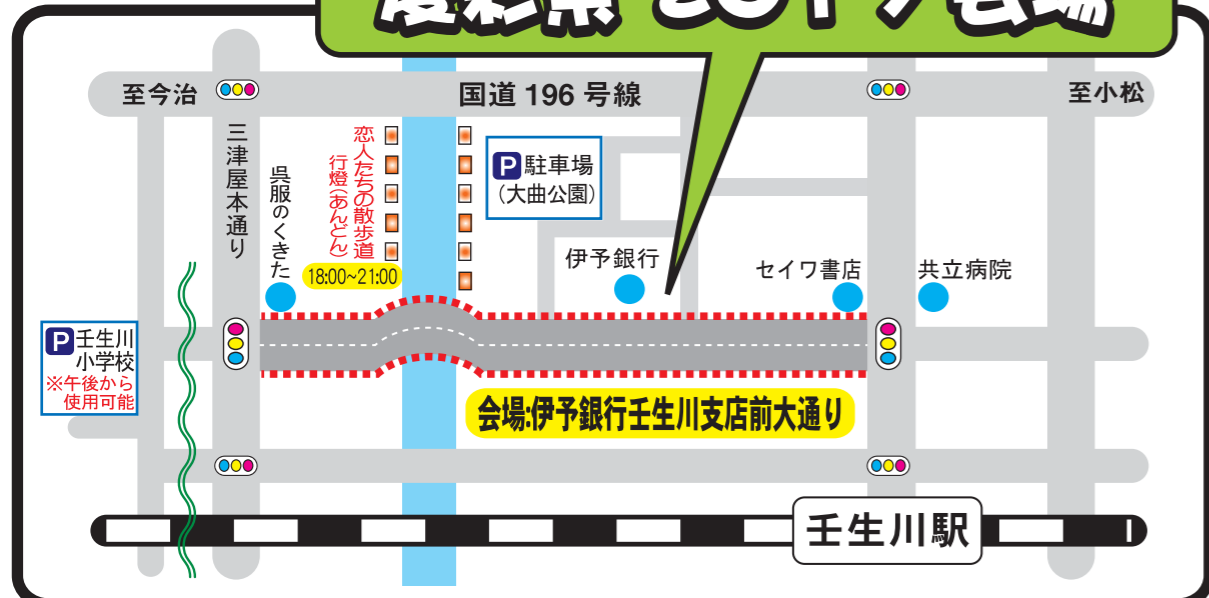 会場
至今治
国道 196 号線
至小松
三津屋本通り
呉服のくきた
恋人たちの散歩道
行燈(あんどん)
18:00~21:00
P 駐車場
(大曲公園)
伊予銀行
セイワ書店
共立病院
P 壬生川
小学校
※午後から
使用可能
会場:伊予銀行壬生川支店前大通り
壬生川駅